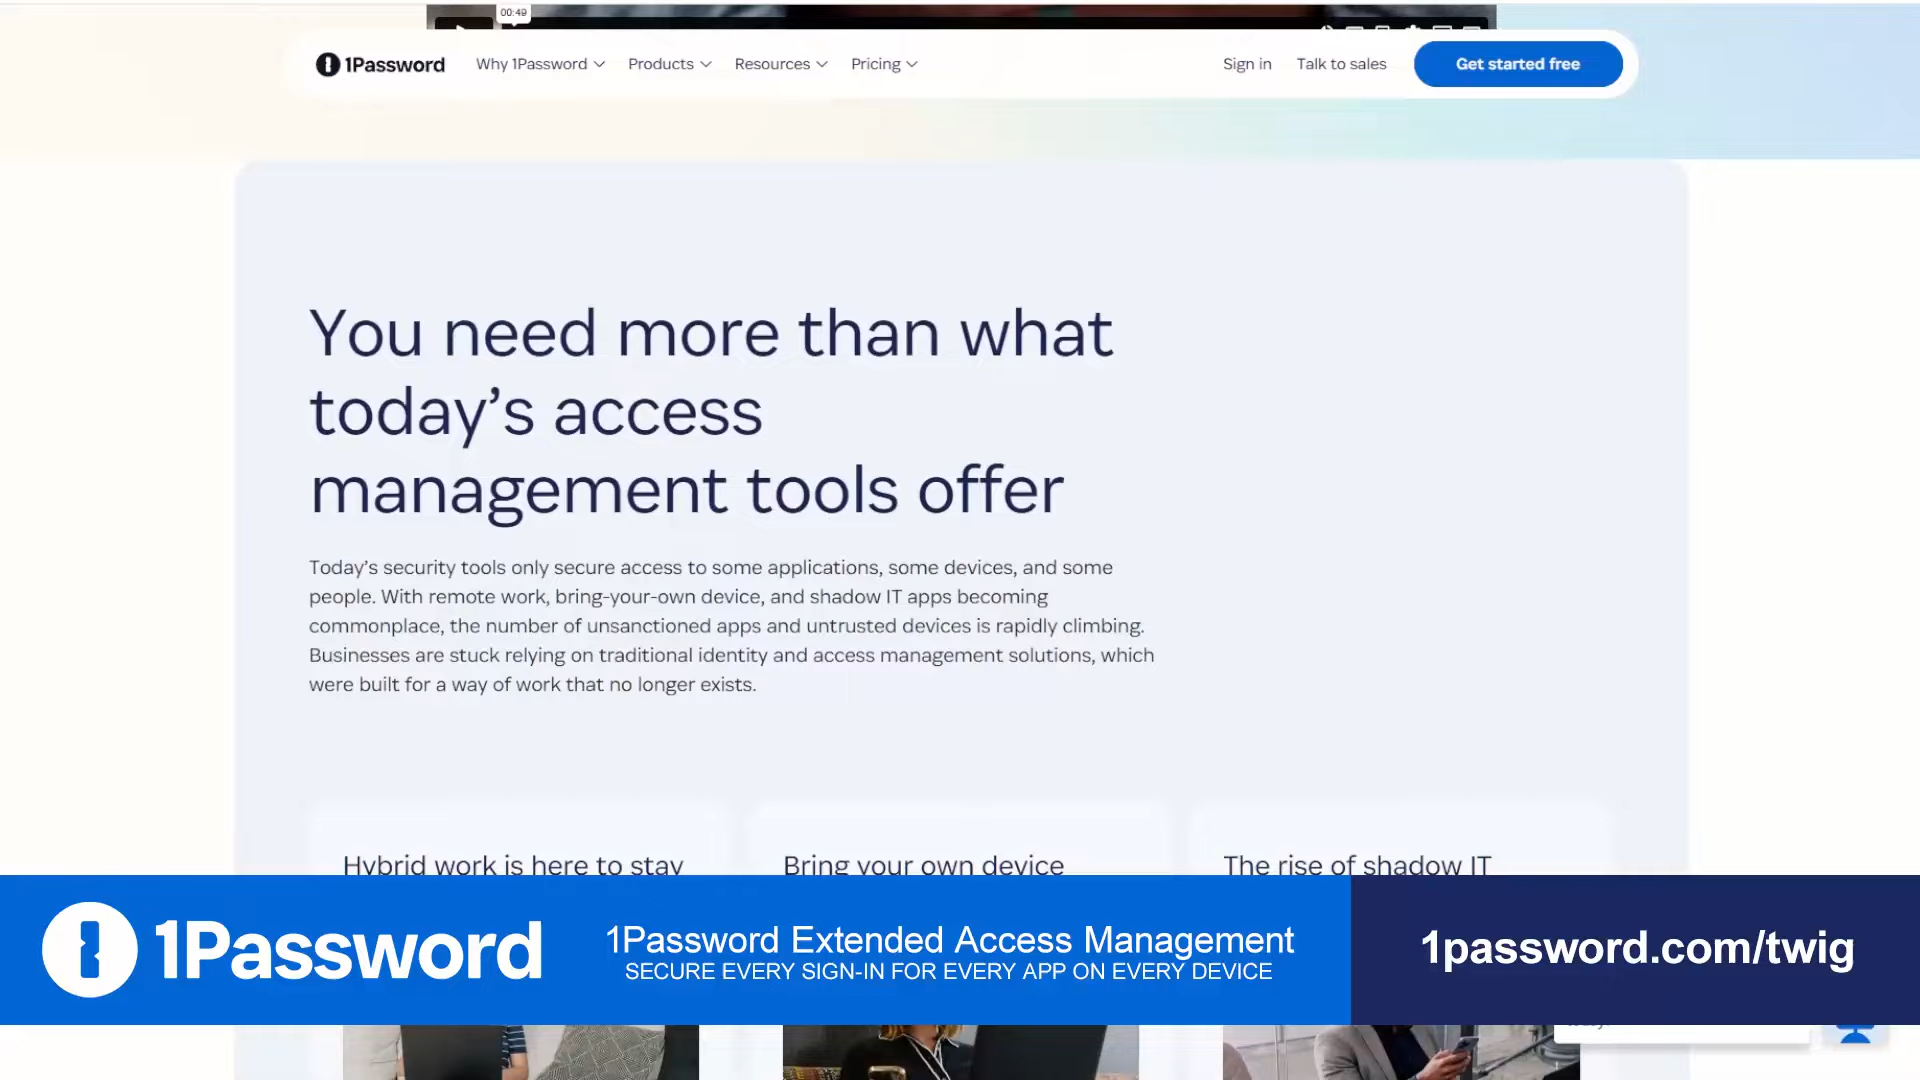 00:49
1Password
Why 1Password
Products
Resources
Pricing
Sign in
Talk to sales
Get started free
You need more than what
today’s access
management tools offer
Today’s security tools only secure access to some applications, some devices, and some
people. With remote work, bring-your-own device, and shadow IT apps becoming
commonplace, the number of unsanctioned apps and untrusted devices is rapidly climbing.
Businesses are stuck relying on traditional identity and access management solutions, which
were built for a way of work that no longer exists.
Hybrid work is here to stay
Bring your own device
The rise of shadow IT
1Password
1Password Extended Access Management
SECURE EVERY SIGN-IN FOR EVERY APP ON EVERY DEVICE
1password.com/twig